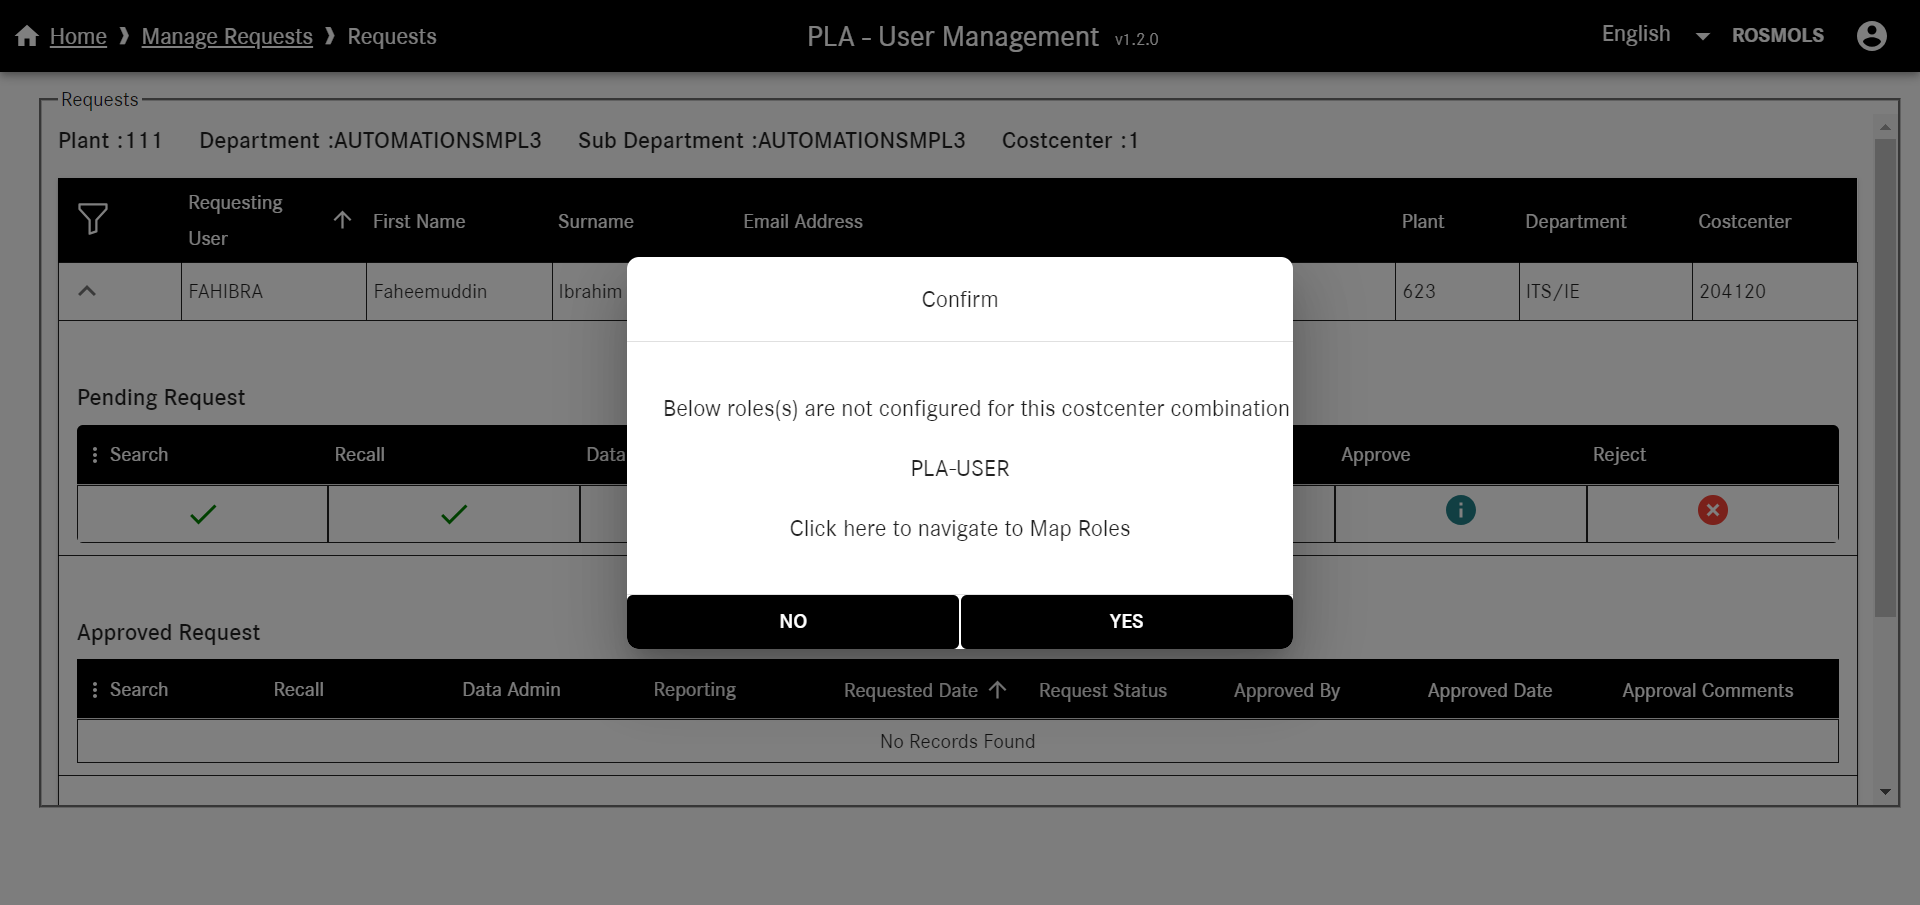 Home ❱ Manage Requests ❱ Requests
PLA - User Management v1.2.0
English ROSMOLS
Requests
Plant :111 Department :AUTOMATIONSMPL3 Sub Department :AUTOMATIONSMPL3 Costcenter :1
Requesting User First Name Surname Email Address Plant Department Costcenter
FAHIBRA Faheemuddin Ibrahim 623 ITS/IE 204120
Confirm
Below roles(s) are not configured for this costcenter combination
PLA-USER
Click here to navigate to Map Roles
NO YES
Pending Request
Search Recall Data Approve Reject
Approved Request
Search Recall Data Admin Reporting Requested Date Request Status Approved By Approved Date Approval Comments
No Records Found